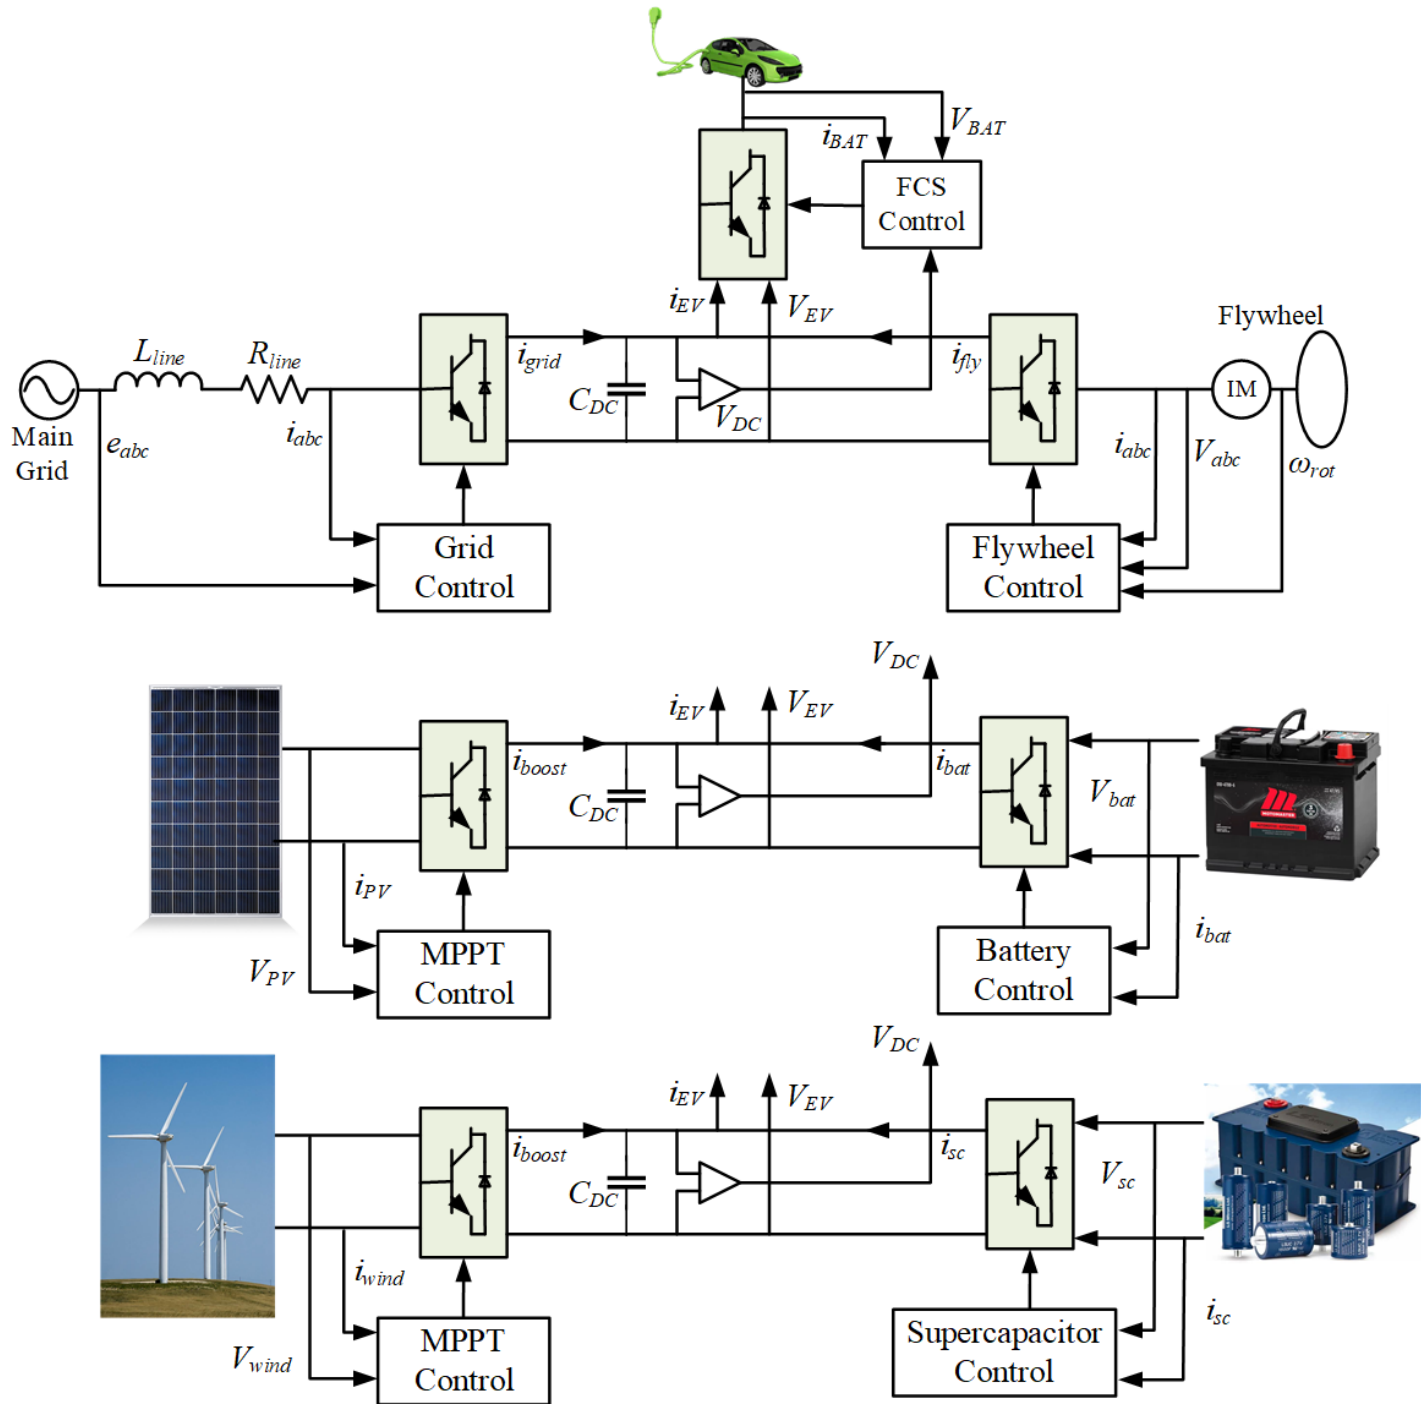 V_BAT
i_BAT
FCS
Control
i_EV
V_EV
Flywheel
L_line
R_line
i_grid
i_fly
C_DC
V_DC
IM
Main
Grid
e_abc
i_abc
i_abc
V_abc
ω_rot
Grid
Control
Flywheel
Control
V_DC
i_EV
V_EV
i_boost
i_bat
C_DC
V_bat
MOTOMASTER
i_PV
V_PV
MPPT
Control
Battery
Control
i_bat
V_DC
i_EV
V_EV
i_boost
i_sc
C_DC
V_sc
i_wind
V_wind
MPPT
Control
Supercapacitor
Control
i_sc